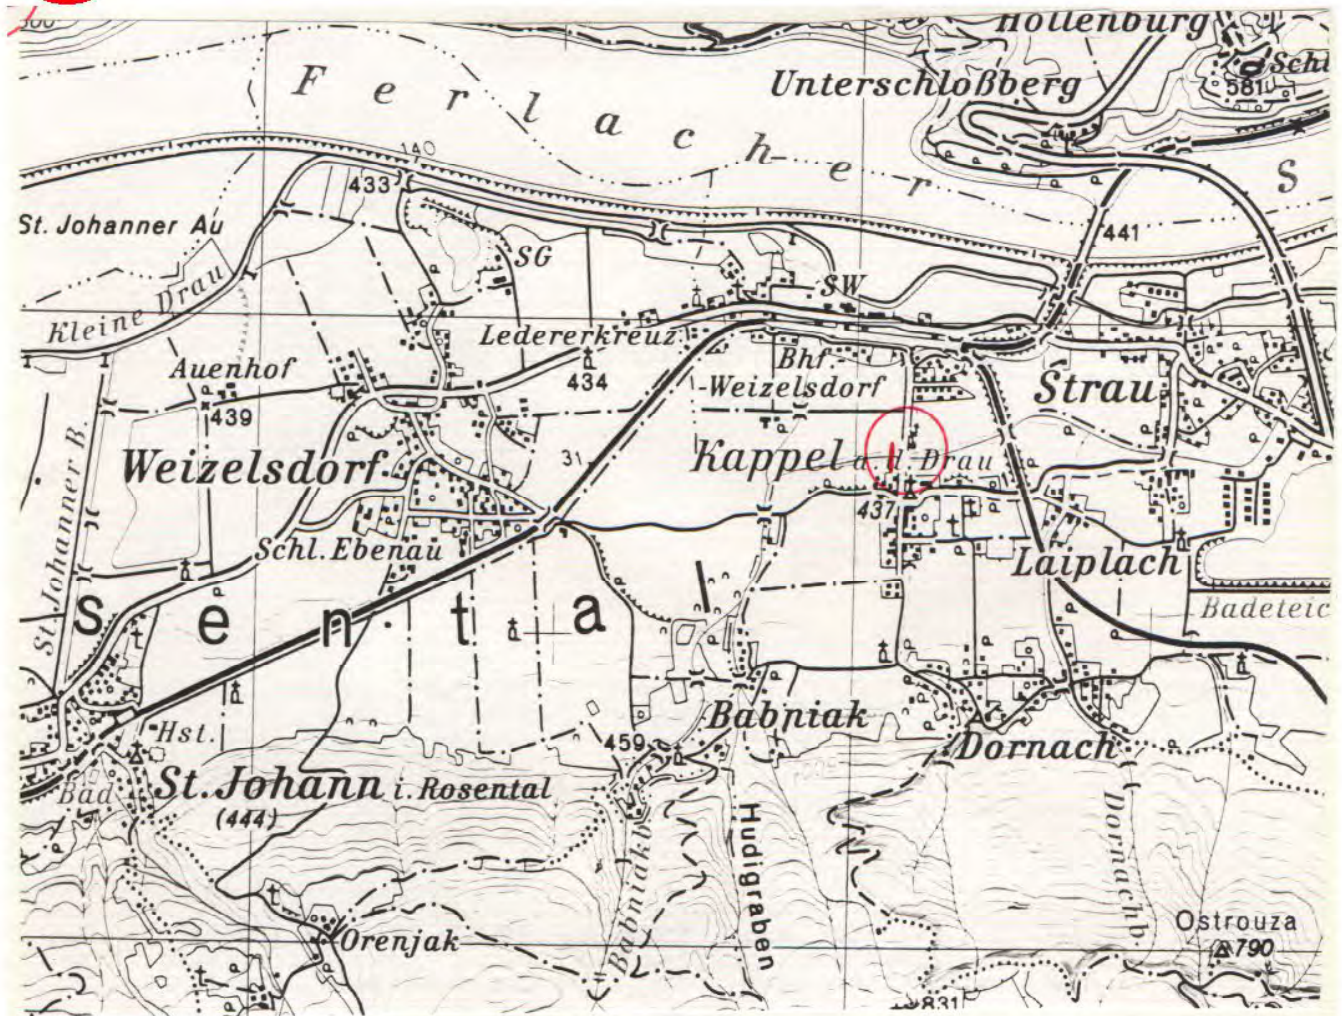 Hollenburg
Unterschloßberg
Schl
581
Ferlacher S
140
433
St. Johanner Au
441
SG
Kleine Drau
SW
Ledererkreuz
Auenhof
434
Bhf.
-Weizelsdorf
Strau
439
Weizelsdorf
31
Kappel a d Drau
437
St. Johanner B.
Schl. Ebenau
Laiplach
Senta
Badeteic
Babniak
Hst.
459
Dornach
Bad
St. Johann i. Rosental
(444)
Hudigraben
Babniakb
Dornachb.
Ostrouza
790
Orenjak
831